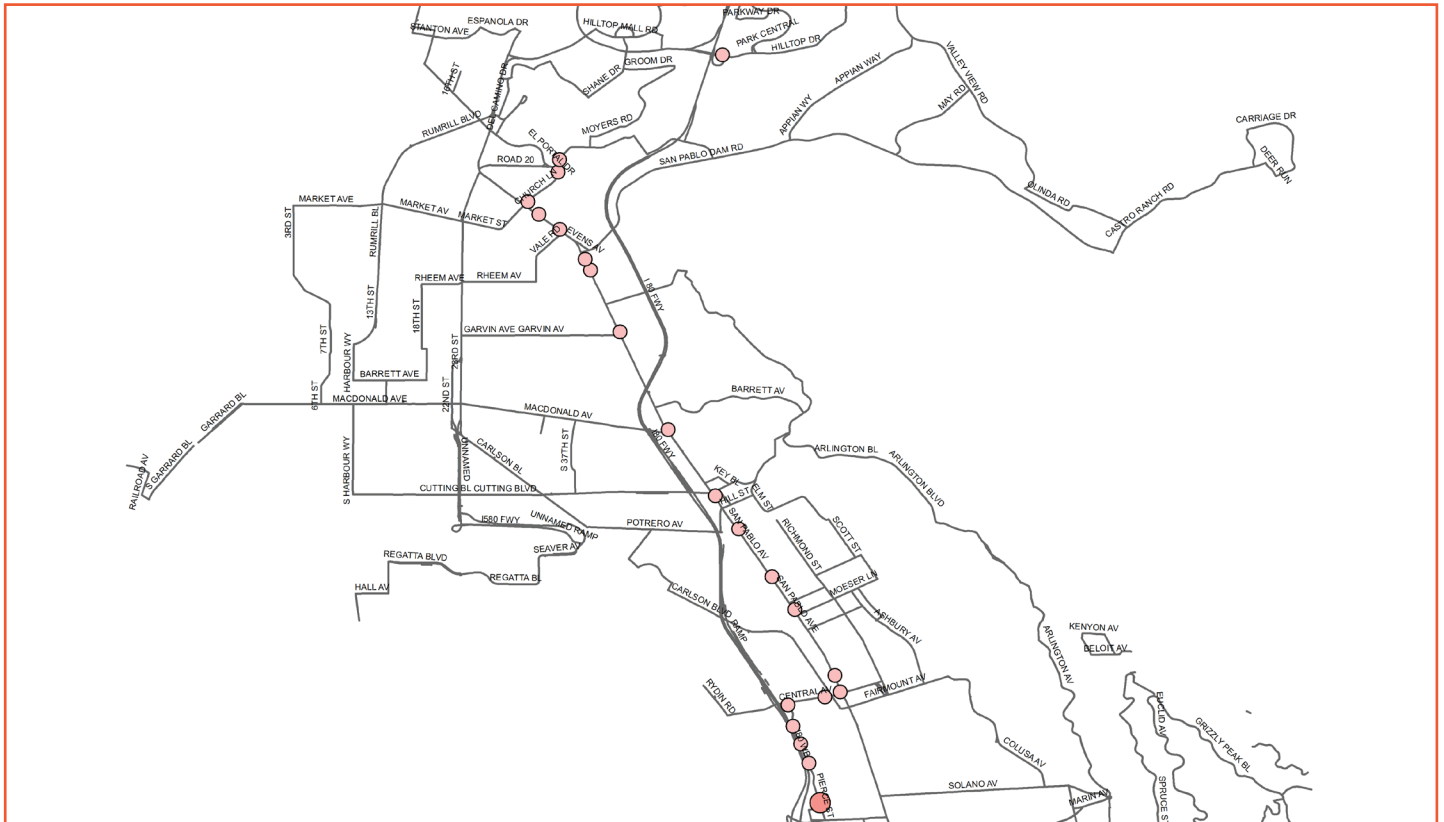 PARKWAY DR
ESPANOLA DR
STANTON AVE
HILLTOP MALL RD
PARK CENTRAL
HILLTOP DR
GROOM DR
SHANE DR
16TH ST
DEL CAMINO DR
APPIAN WAY
VALLEY VIEW RD
MAY RD
APPIAN WY
CARRIAGE DR
DEER RUN
RUMRILL BLVD
MOYERS RD
EL PORTAL DR
ROAD 20
SAN PABLO DAM RD
CHURCH LN
OLINDA RD
CASTRO RANCH RD
MARKET AVE
MARKET AV
MARKET ST
3RD ST
RUMRILL BL
VALE RD
EVENS AV
RHEEM AVE
RHEEM AV
I 80 FWY
13TH ST
18TH ST
7TH ST
GARVIN AVE
GARVIN AV
HARBOUR WY
23RD ST
BARRETT AVE
6TH ST
22ND ST
BARRETT AV
MACDONALD AVE
MACDONALD AV
GARRARD BL
S GARRARD BL
RAILROAD AV
S HARBOUR WY
UNNAMED
CARLSON BL
S 37TH ST
I80 FWY
ARLINGTON BL
ARLINGTON BLVD
KEY BL
HILL ST
ELM ST
CUTTING BL
CUTTING BLVD
I580 FWY
UNNAMED RAMP
POTRERO AV
SAN PABLO AV
RICHMOND ST
SCOTT ST
SEAVER AV
REGATTA BLVD
REGATTA BL
HALL AV
MOESER LN
SAN PABLO AVE
CARLSON BLVD
RAMP
ASHBURY AV
ARLINGTON AV
KENYON AV
BELOIT AV
RYDIN RD
CENTRAL AV
FAIRMOUNT AV
EUCLID AV
GRIZZLY PEAK BL
COLUSA AV
PIERCE ST
SOLANO AV
MARIN AV
SPRUCE ST